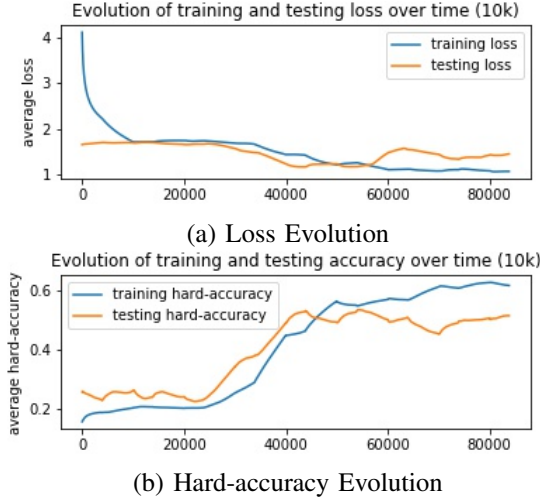 Evolution of training and testing loss over time (10k)
4
3
2
1
average loss
training loss
testing loss
0 20000 40000 60000 80000
(a) Loss Evolution
Evolution of training and testing accuracy over time (10k)
0.6
0.4
0.2
average hard-accuracy
training hard-accuracy
testing hard-accuracy
0 20000 40000 60000 80000
(b) Hard-accuracy Evolution